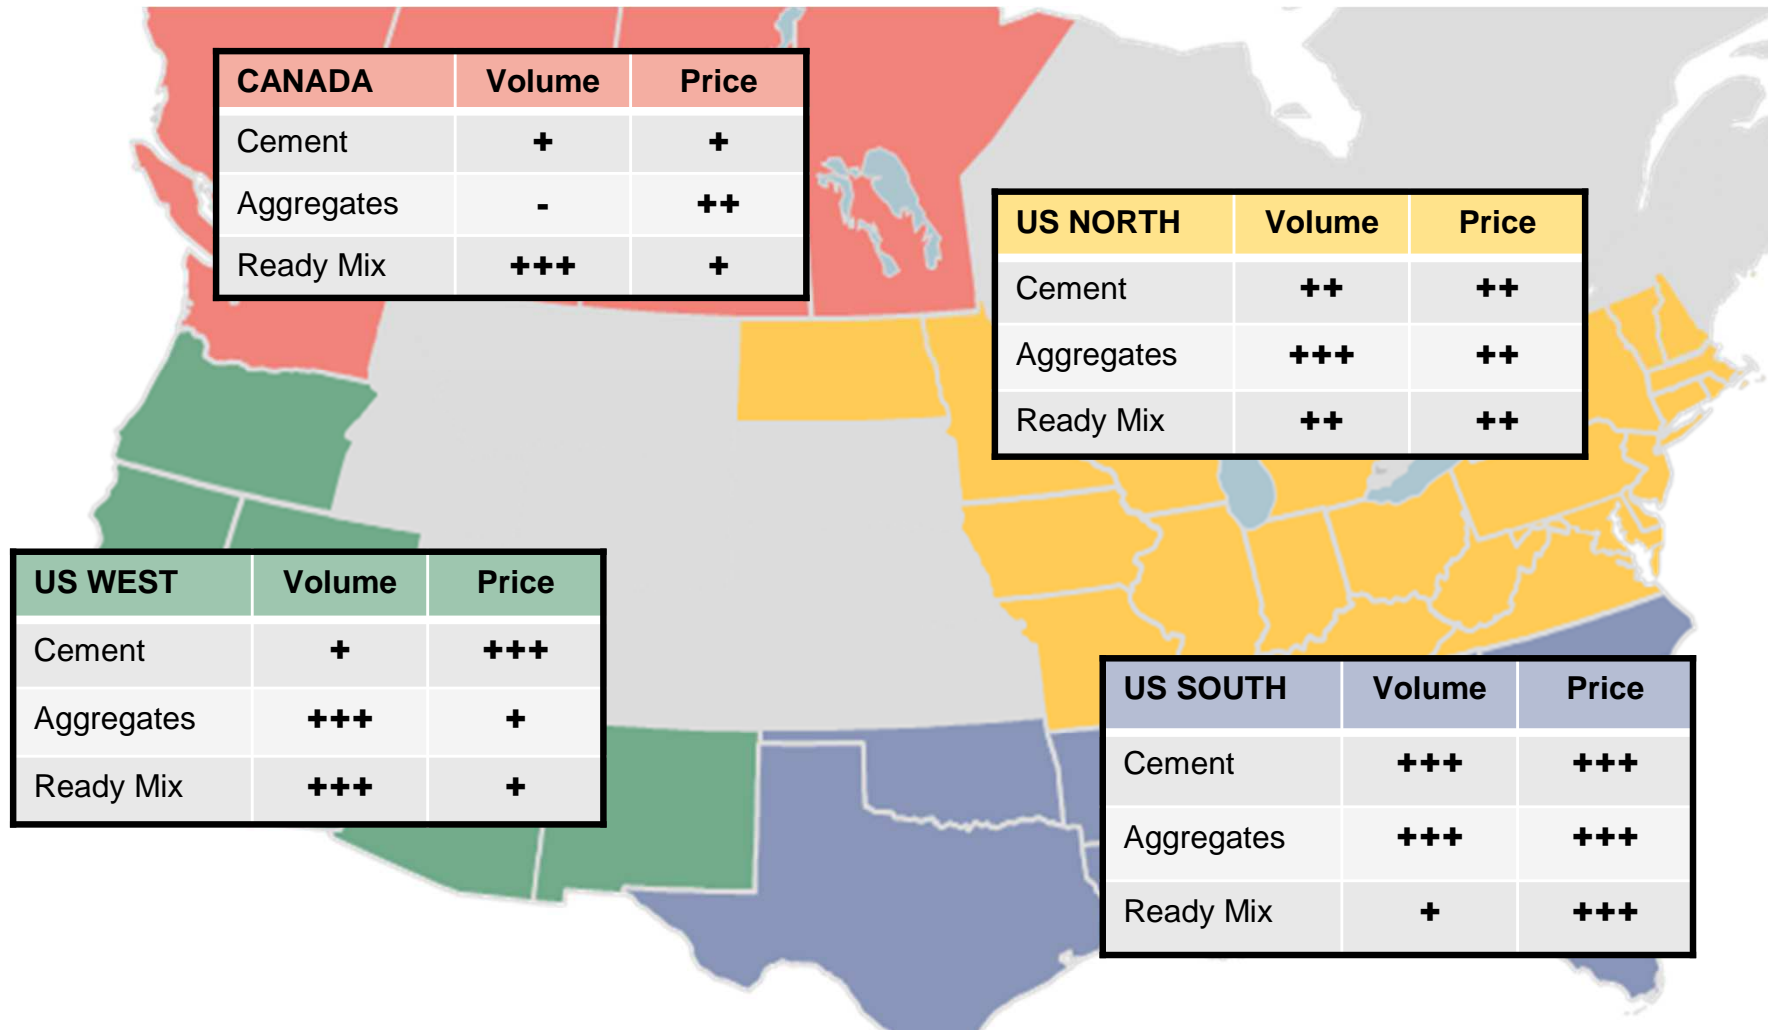 CANADA Volume Price
Cement + +
Aggregates - ++
Ready Mix +++ +
US NORTH Volume Price
Cement ++ ++
Aggregates +++ ++
Ready Mix ++ ++
US WEST Volume Price
Cement + +++
Aggregates +++ +
Ready Mix +++ +
US SOUTH Volume Price
Cement +++ +++
Aggregates +++ +++
Ready Mix + +++